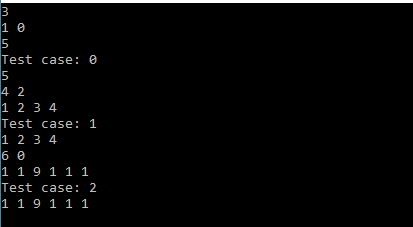 3
1 0
5
Test case: 0
5
4 2
1 2 3 4
Test case: 1
1 2 3 4
6 0
1 1 9 1 1 1
Test case: 2
1 1 9 1 1 1